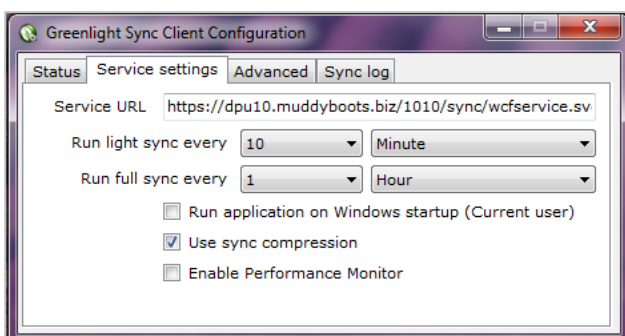 Greenlight Sync Client Configuration
Status Service settings Advanced Sync log
Service URL https://dpu10.muddyboots.biz/1010/sync/wcfservice.sv
Run light sync every 10 Minute
Run full sync every 1 Hour
Run application on Windows startup (Current user)
Use sync compression
Enable Performance Monitor